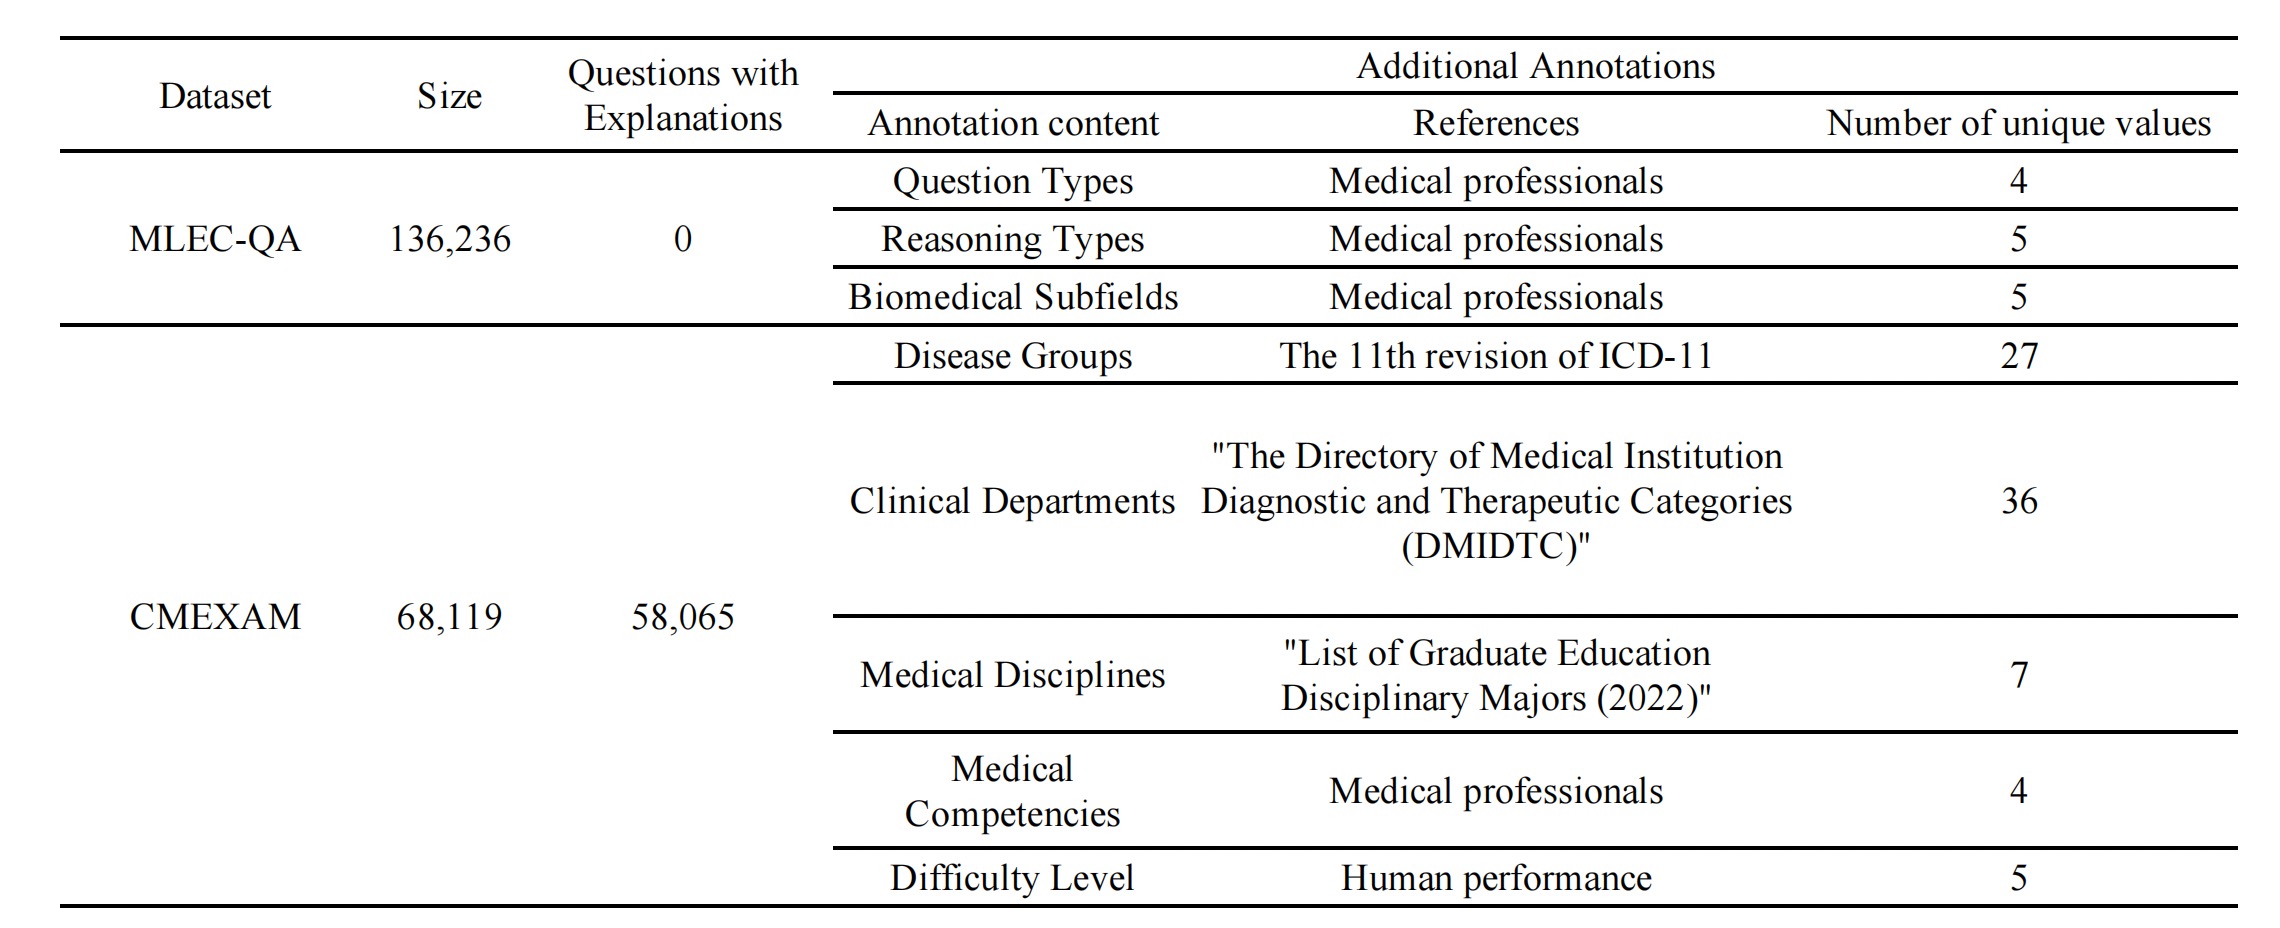 Dataset
Size
Questions with
Explanations
Additional Annotations
Annotation content
References
Number of unique values
MLEC-QA
136,236
0
Question Types
Medical professionals
4
Reasoning Types
Medical professionals
5
Biomedical Subfields
Medical professionals
5
CMEXAM
68,119
58,065
Disease Groups
The 11th revision of ICD-11
27
Clinical Departments
"The Directory of Medical Institution
Diagnostic and Therapeutic Categories
(DMIDTC)"
36
Medical Disciplines
"List of Graduate Education
Disciplinary Majors (2022)"
7
Medical
Competencies
Medical professionals
4
Difficulty Level
Human performance
5